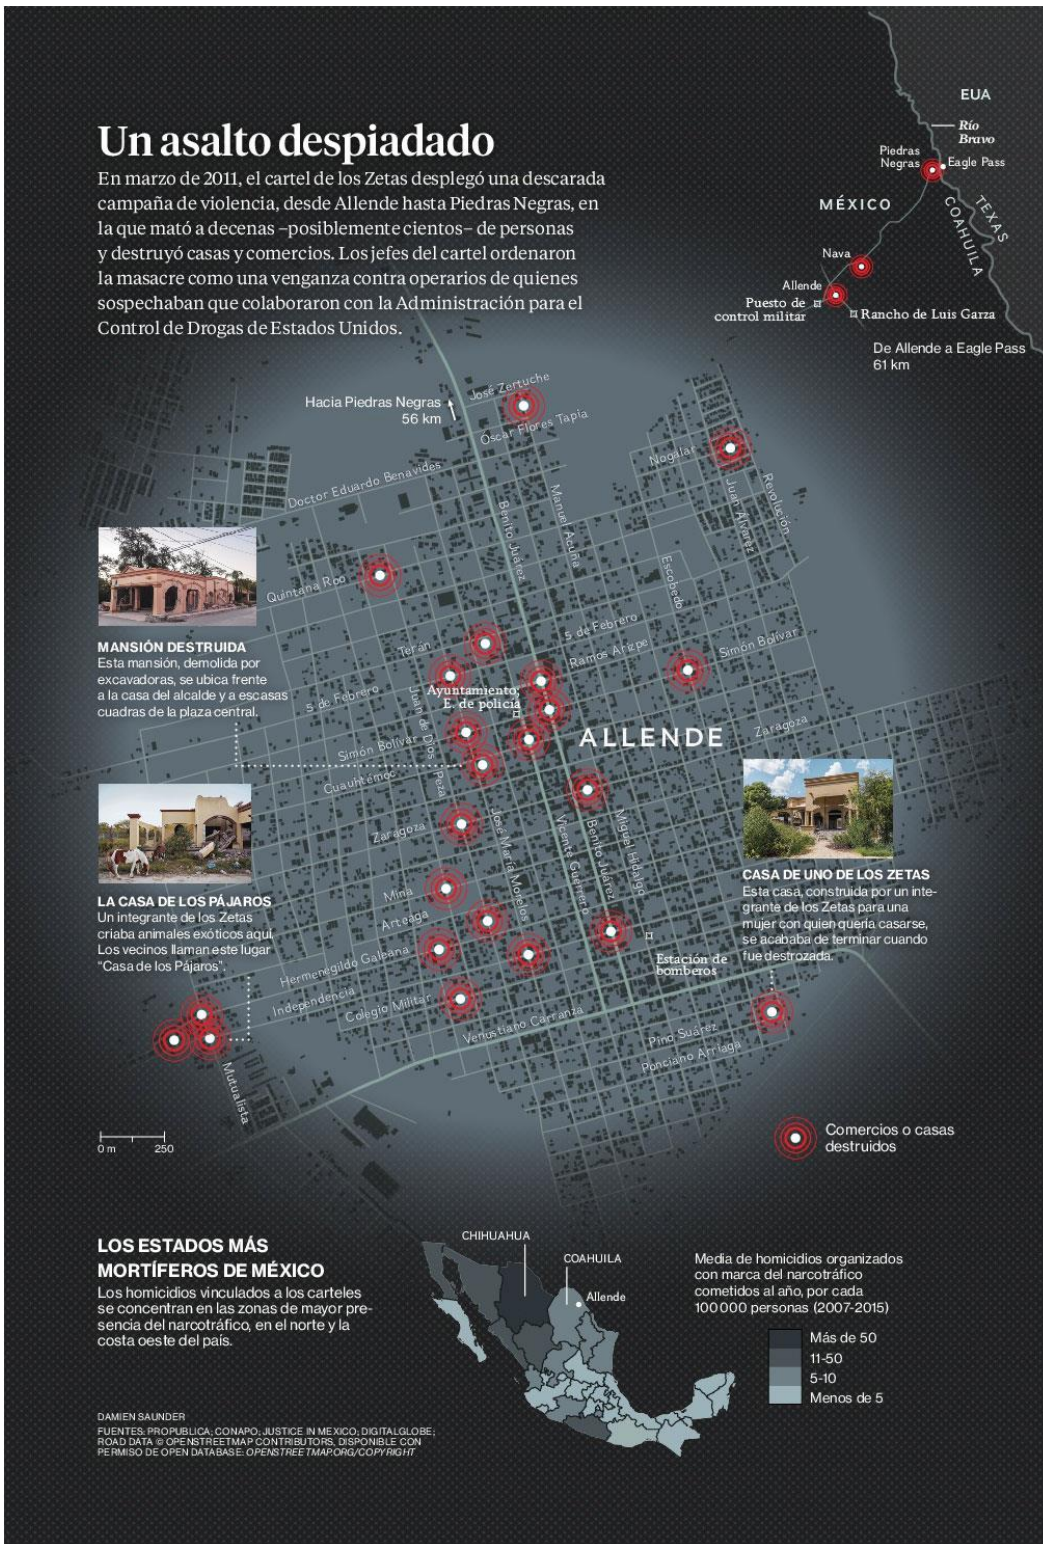 Un asalto despiadado
En marzo de 2011, el cartel de los Zetas desplegó una descarada
campaña de violencia, desde Allende hasta Piedras Negras, en
la que mató a decenas –posiblemente cientos– de personas
y destruyó casas y comercios. Los jefes del cartel ordenaron
la masacre como una venganza contra operarios de quienes
sospechaban que colaboraron con la Administración para el
Control de Drogas de Estados Unidos.
EUA
Río
Bravo
Piedras
Negras
Eagle Pass
MÉXICO
TEXAS
COAHUILA
Nava
Allende
Puesto de
control militar
Rancho de Luis Garza
De Allende a Eagle Pass
61 km
Hacia Piedras Negras
56 km
José Zertuche
Óscar Flores Tapia
Nogalar
Doctor Eduardo Benavides
Benito Juárez
Manuel Acuña
Juan Álvarez
Revolución
Escobedo
Quintana Roo
Terán
5 de Febrero
Ramos Arizpe
Simón Bolívar
MANSIÓN DESTRUIDA
Esta mansión, demolida por
excavadoras, se ubica frente
a la casa del alcalde y a escasas
cuadras de la plaza central.
5 de Febrero
Juan de Dios Peza
Ayuntamiento;
E. de policía
ALLENDE
Zaragoza
Simón Bolívar
Cuauhtémoc
Zaragoza
José María Morelos
Vicente Guerrero
Benito Juárez
Miguel Hidalgo
Mina
Arteaga
Hermenegildo Galeana
Independencia
Colegio Militar
Venustiano Carranza
Pino Suárez
Ponciano Arriaga
Mutualista
LA CASA DE LOS PÁJAROS
Un integrante de los Zetas
criaba animales exóticos aquí.
Los vecinos llaman este lugar
“Casa de los Pájaros”.
CASA DE UNO DE LOS ZETAS
Esta casa, construida por un inte-
grante de los Zetas para una
mujer con quien quería casarse,
se acababa de terminar cuando
fue destrozada.
Estación de
bomberos
0 m 250
Comercios o casas
destruidos
LOS ESTADOS MÁS
MORTÍFEROS DE MÉXICO
Los homicidios vinculados a los carteles
se concentran en las zonas de mayor pre-
sencia del narcotráfico, en el norte y la
costa oeste del país.
CHIHUAHUA
COAHUILA
Allende
Media de homicidios organizados
con marca del narcotráfico
cometidos al año, por cada
100 000 personas (2007-2015)
Más de 50
11-50
5-10
Menos de 5
DAMIEN SAUNDER
FUENTES: PROPUBLICA; CONAPO; JUSTICE IN MEXICO; DIGITALGLOBE;
ROAD DATA © OPENSTREETMAP CONTRIBUTORS, DISPONIBLE CON
PERMISO DE OPEN DATABASE: OPENSTREETMAP.ORG/COPYRIGHT